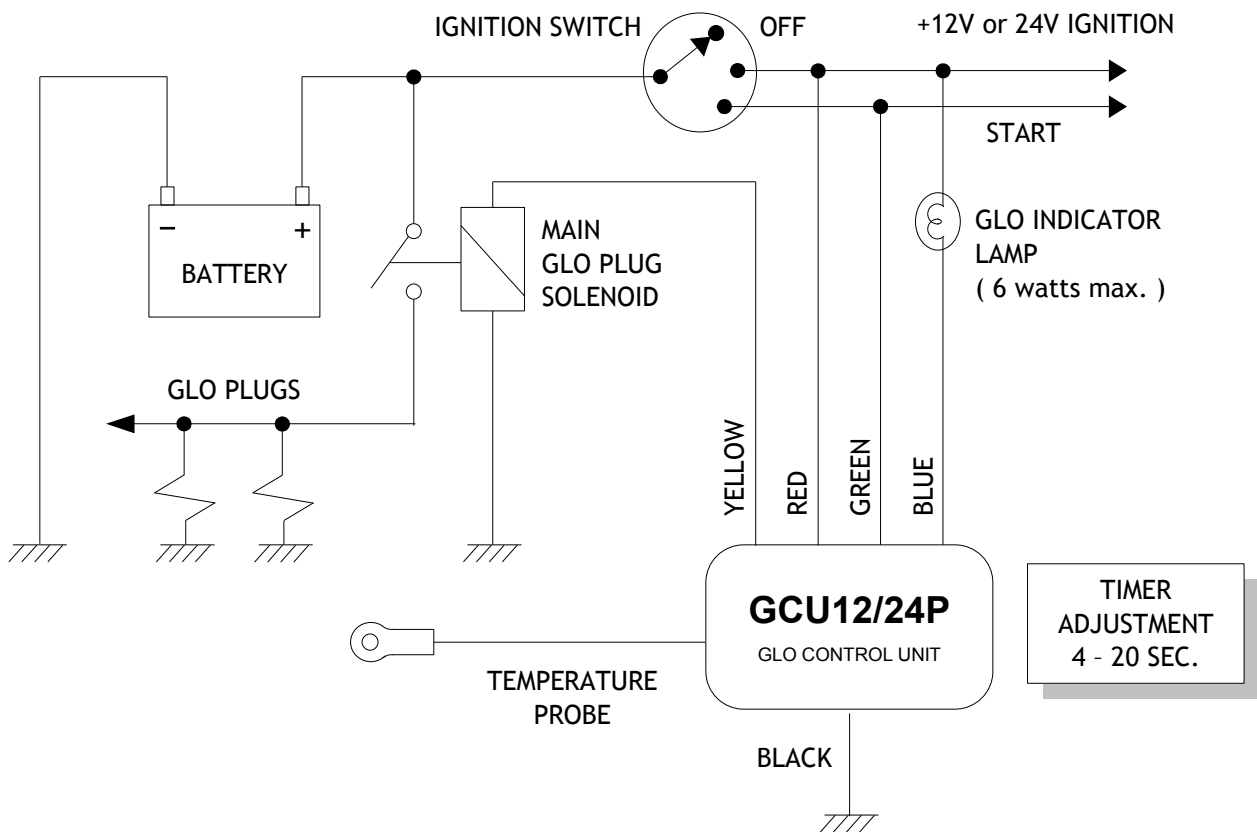 IGNITION SWITCH
OFF
+12V or 24V IGNITION
START
− +
BATTERY
MAIN
GLO PLUG
SOLENOID
GLO INDICATOR
LAMP
( 6 watts max. )
GLO PLUGS
YELLOW
RED
GREEN
BLUE
GCU12/24P
GLO CONTROL UNIT
TIMER
ADJUSTMENT
4 – 20 SEC.
TEMPERATURE
PROBE
BLACK